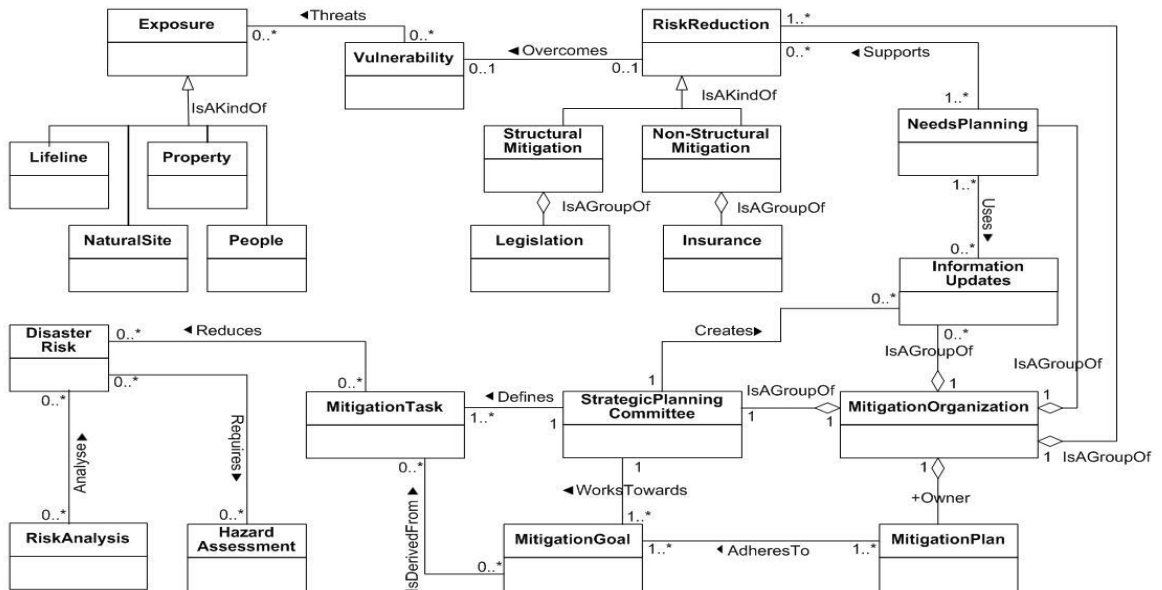 Exposure
◄Threats
0..*
0..*
Vulnerability
◄Overcomes
0..1
0..1
RiskReduction
1..*
0..*
◄Supports
IsAKindOf
IsAKindOf
1..*
NeedsPlanning
Lifeline
Property
Structural
Mitigation
Non-Structural
Mitigation
NaturalSite
People
IsAGroupOf
IsAGroupOf
Legislation
Insurance
1..*
Uses►
0..*
Information
Updates
0..*
0..*
Disaster
Risk
0..*
◄Reduces
Creates►
IsAGroupOf
IsAGroupOf
0..*
0..*
0..*
MitigationTask
◄Defines
1..*
1
1
StrategicPlanning
Committee
IsAGroupOf
1
1
1
MitigationOrganization
1
1
IsAGroupOf
Analyse►
Requires►
0..*
1
1
◄WorksTowards
+Owner
IsDerivedFrom►
0..*
0..*
1..*
RiskAnalysis
Hazard
Assessment
0..*
MitigationGoal
1..*
◄AdheresTo
1..*
MitigationPlan